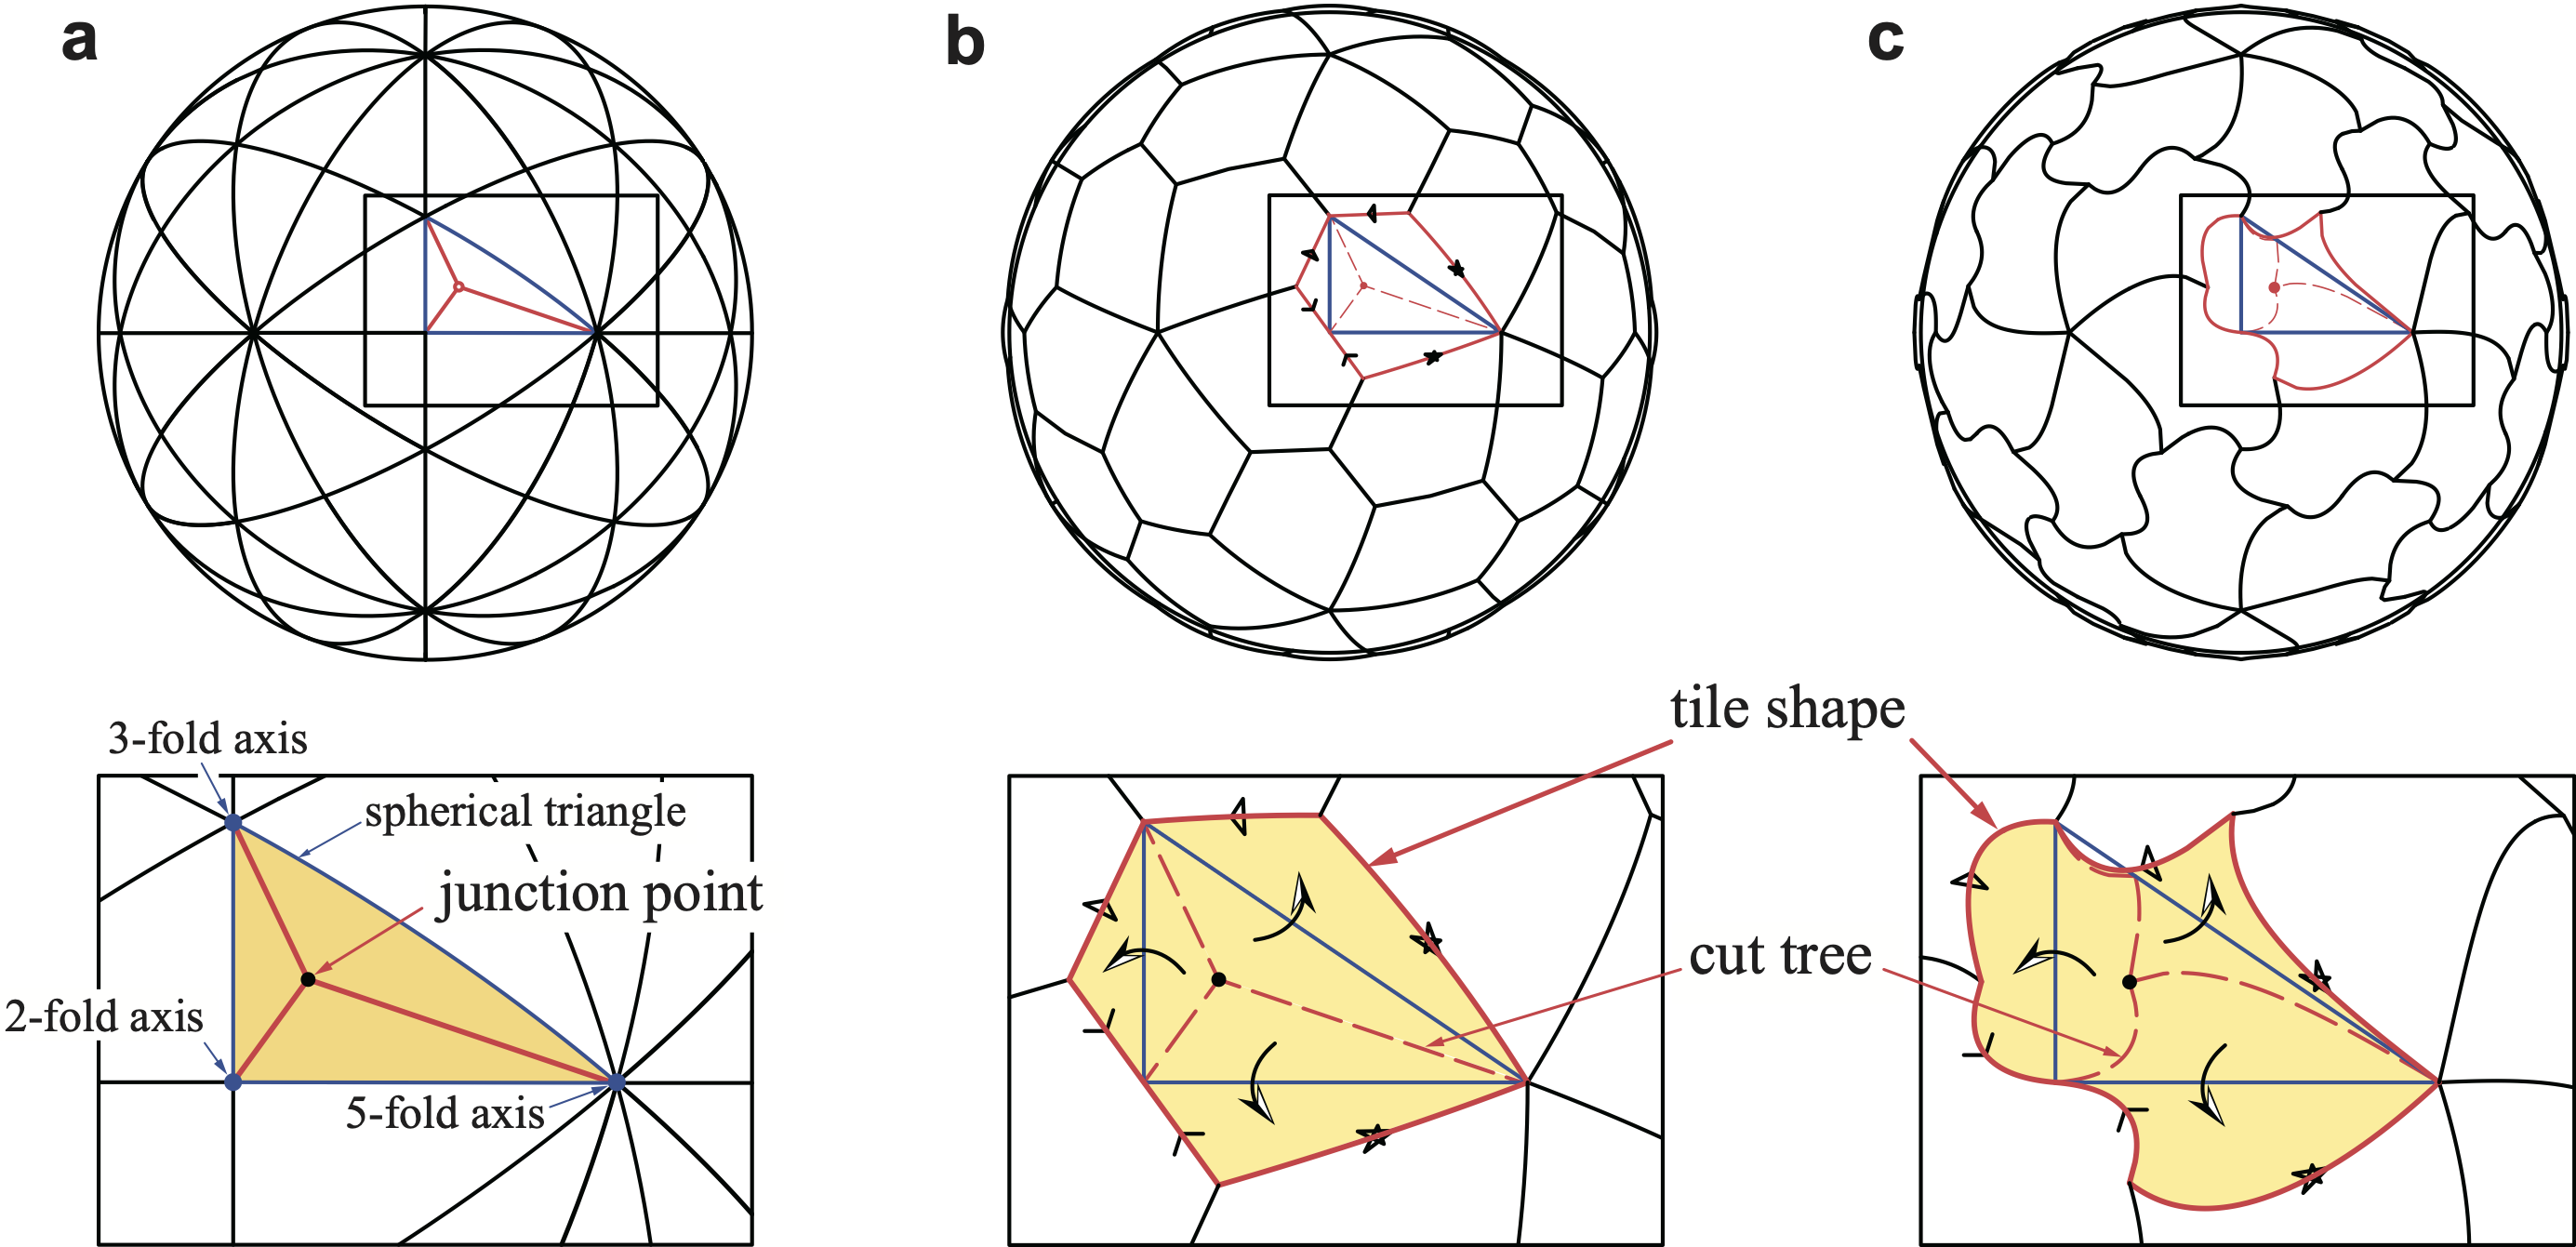 a
b
c
tile shape
3-fold axis
spherical triangle
junction point
cut tree
2-fold axis
5-fold axis